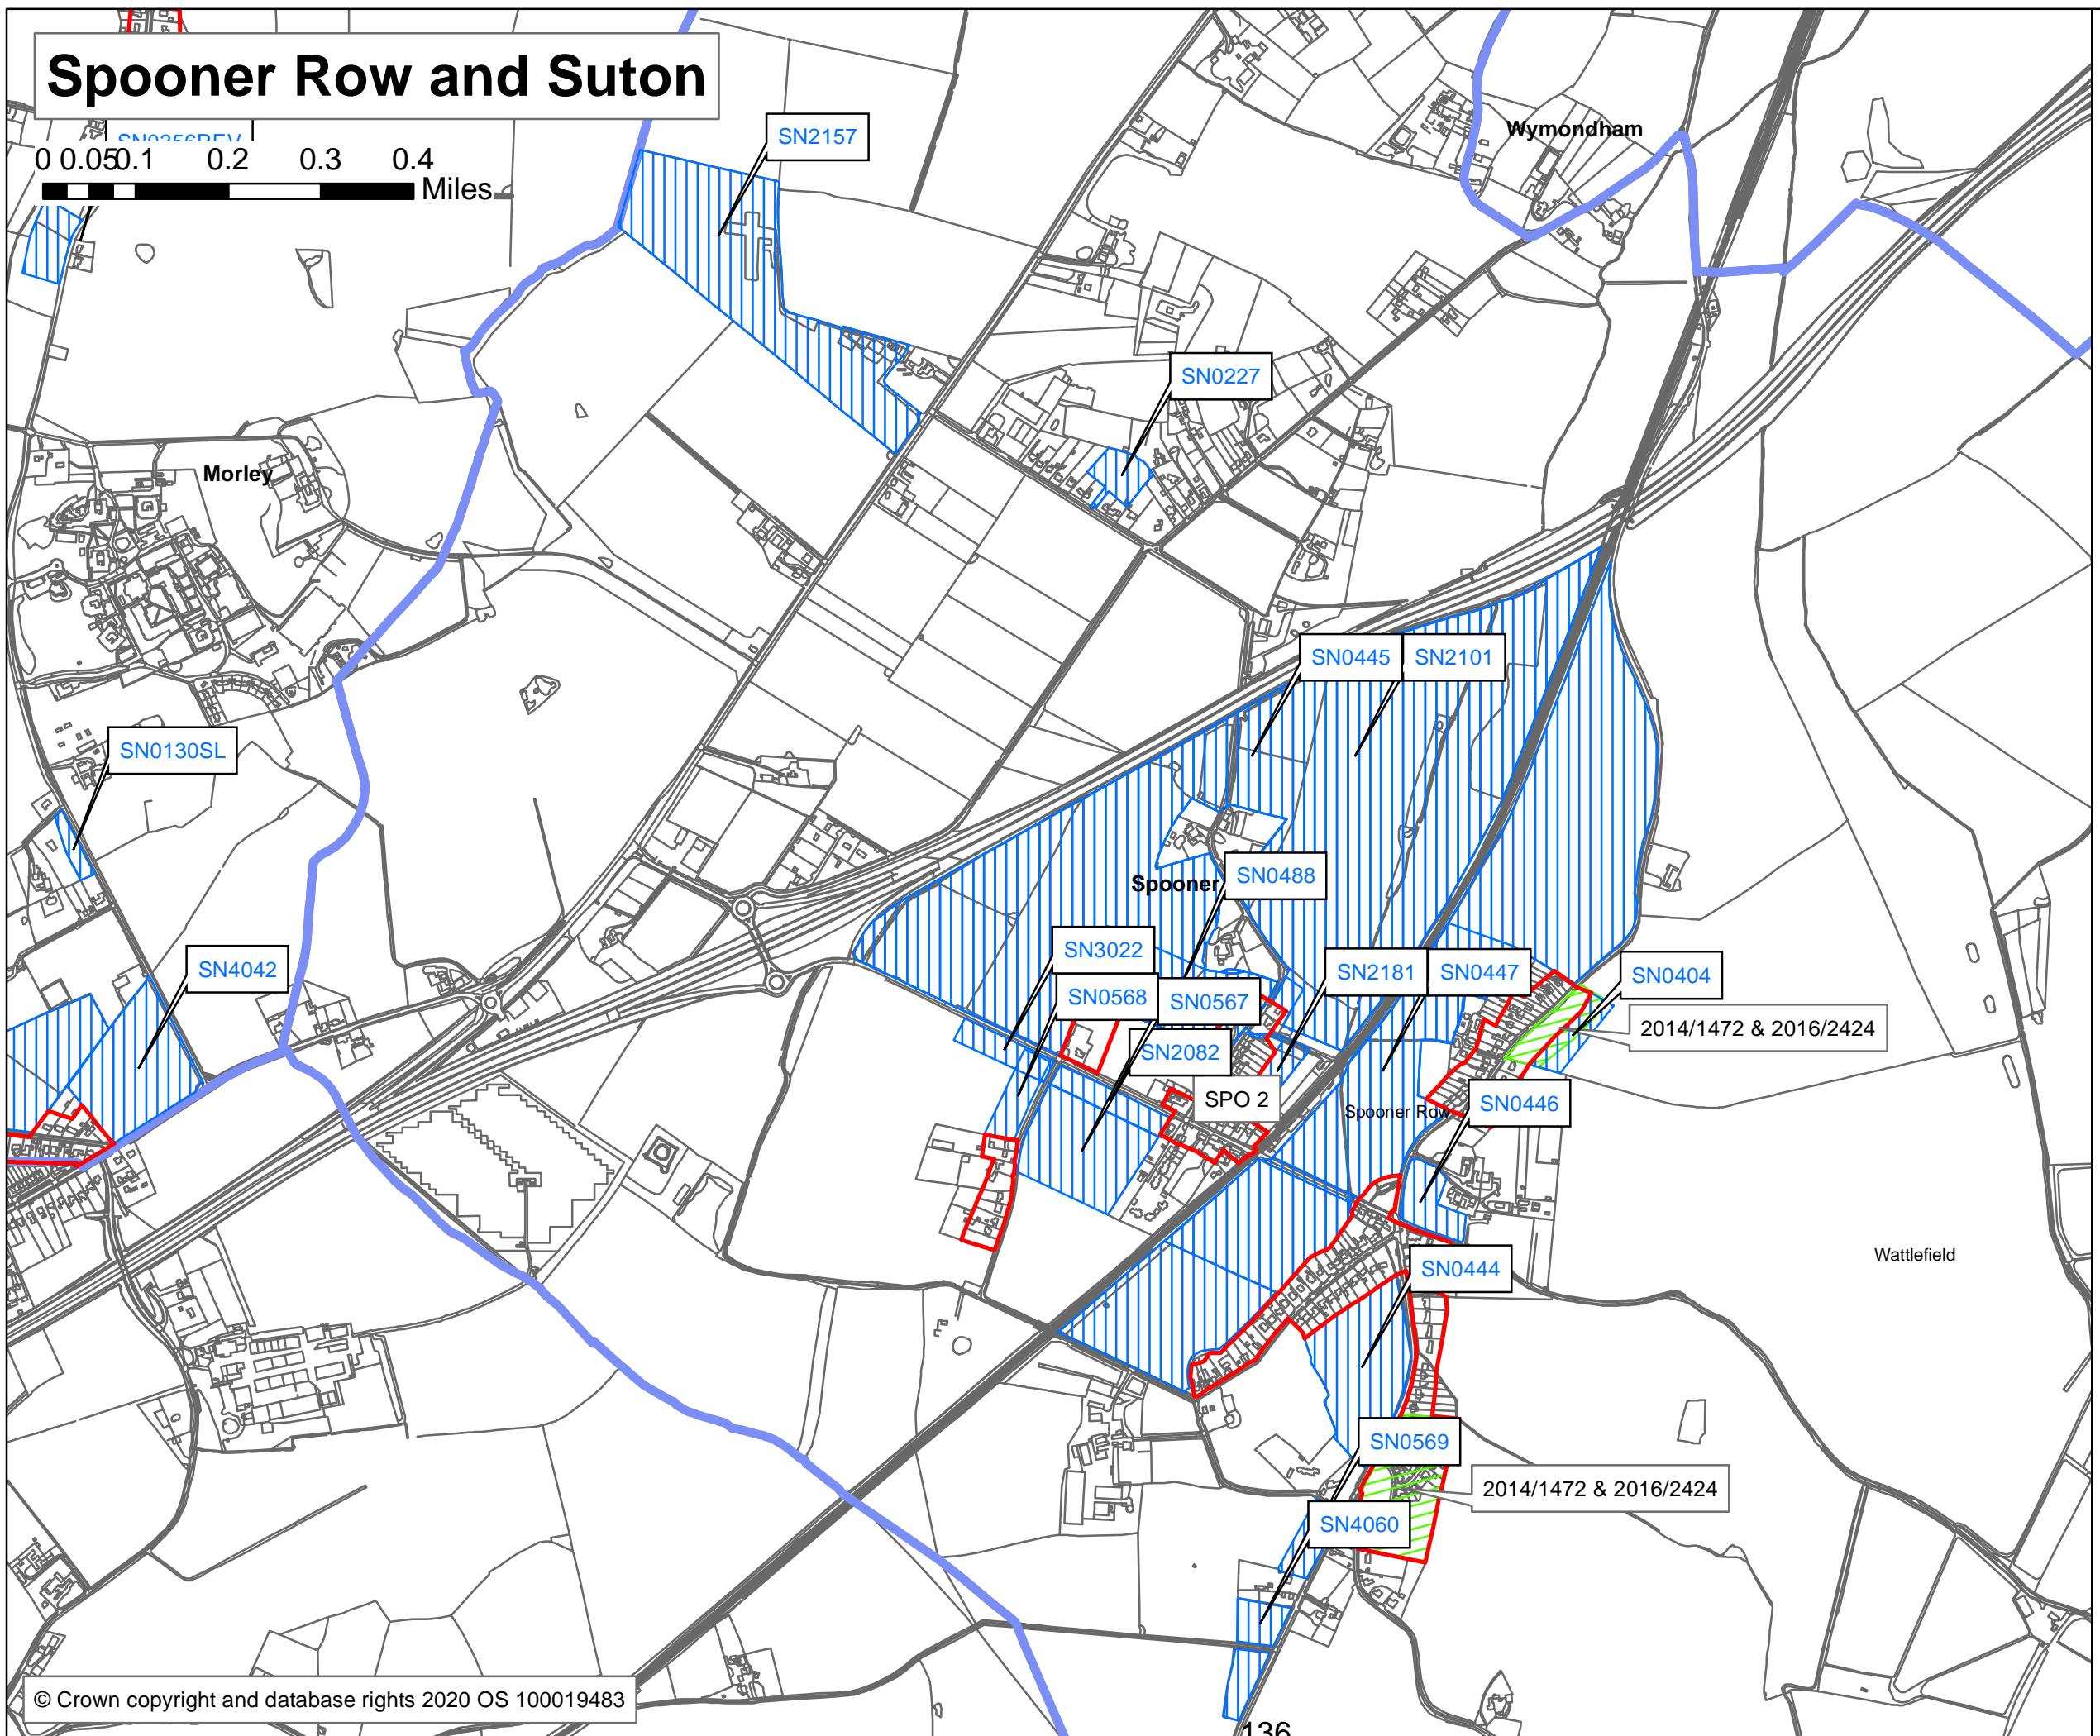 Spooner Row and Suton
SN0356REV
0 0.05 0.1 0.2 0.3 0.4
Miles
SN2157
Wymondham
SN0227
Morley
SN0445
SN2101
SN0130SL
Spooner
SN0488
SN3022
SN4042
SN2181
SN0447
SN0404
SN0568
SN0567
2014/1472 & 2016/2424
SN2082
SPO 2
Spooner Row
SN0446
Wattlefield
SN0444
SN0569
2014/1472 & 2016/2424
SN4060
© Crown copyright and database rights 2020 OS 100019483
136